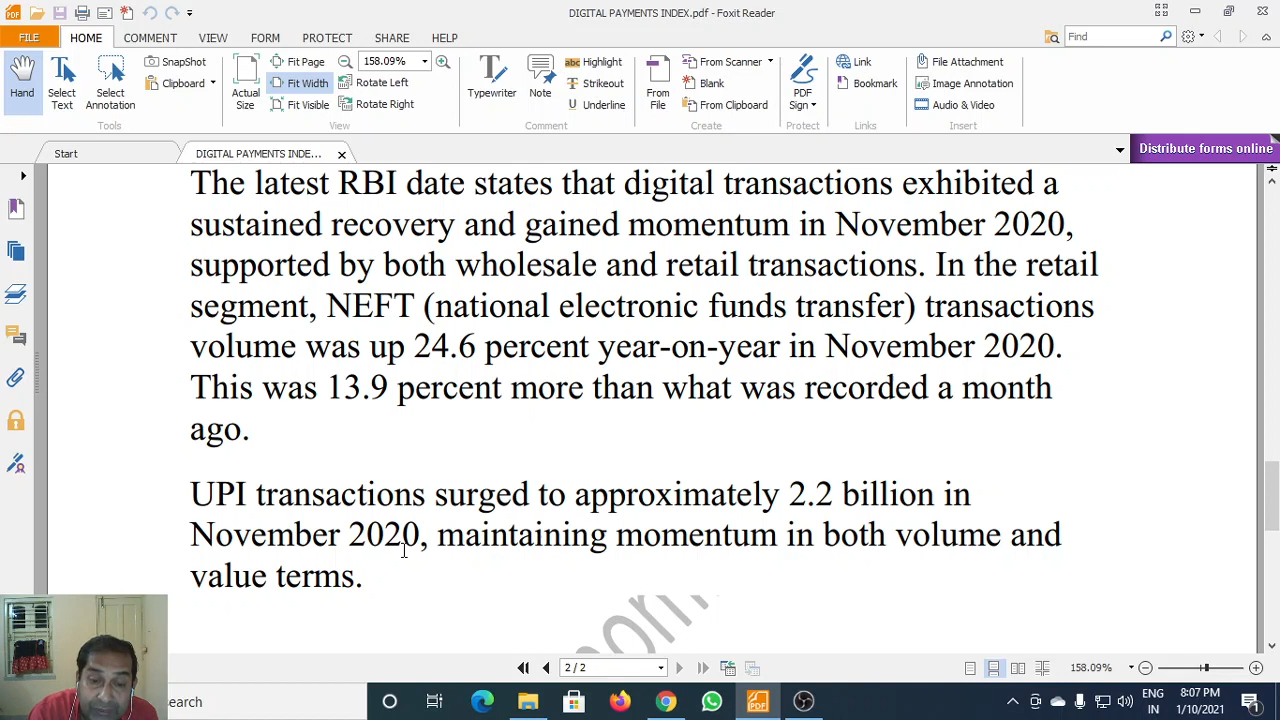 DIGITAL PAYMENTS INDEX.pdf - Foxit Reader
FILE HOME COMMENT VIEW FORM PROTECT SHARE HELP Find
Hand Select Text Select Annotation SnapShot Clipboard Tools
Actual Size Fit Page Fit Width Fit Visible 158.09% Rotate Left Rotate Right View
Typewriter Note Highlight Strikeout Underline Comment
From File From Scanner Blank From Clipboard Create
PDF Sign Protect
Link Bookmark Links
File Attachment Image Annotation Audio & Video Insert
Start DIGITAL PAYMENTS INDE... Distribute forms online
The latest RBI date states that digital transactions exhibited a
sustained recovery and gained momentum in November 2020,
supported by both wholesale and retail transactions. In the retail
segment, NEFT (national electronic funds transfer) transactions
volume was up 24.6 percent year-on-year in November 2020.
This was 13.9 percent more than what was recorded a month
ago.
UPI transactions surged to approximately 2.2 billion in
November 2020, maintaining momentum in both volume and
value terms.
2 / 2 158.09%
search ENG 8:07 PM
IN 1/10/2021